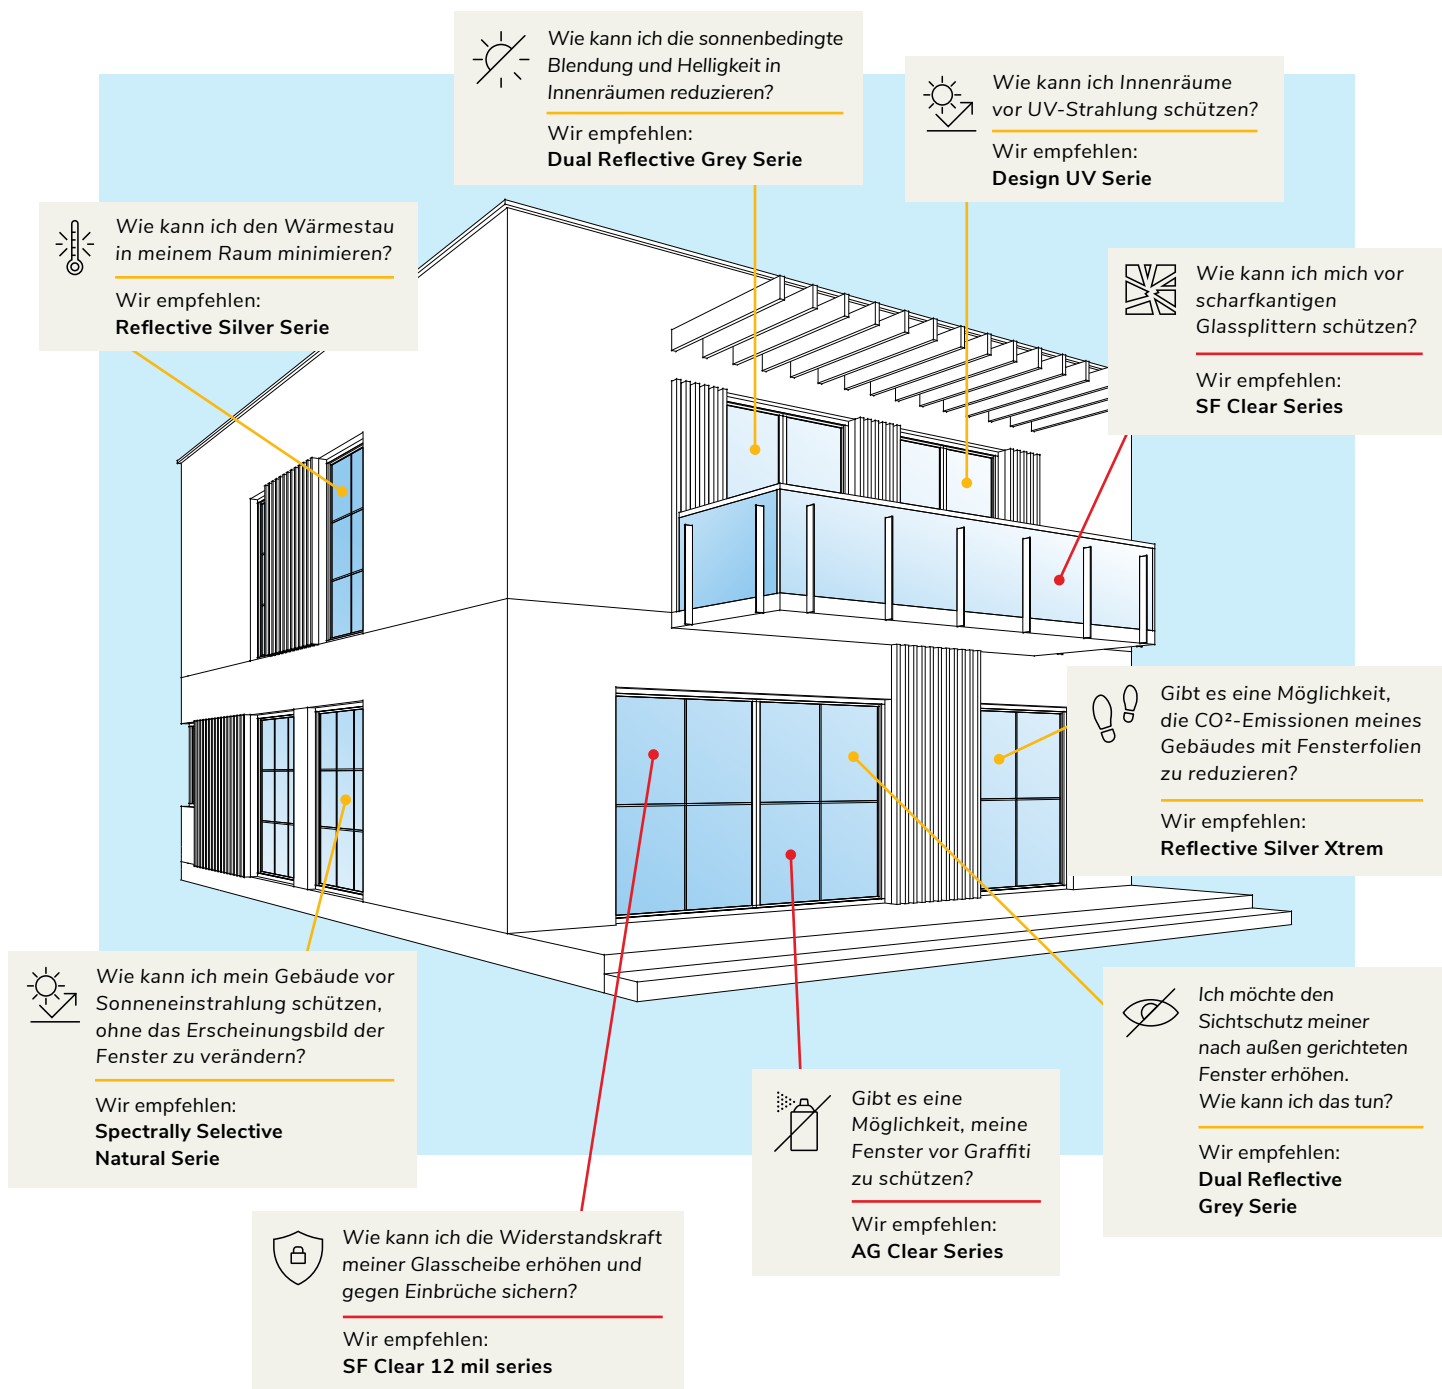 Wie kann ich die sonnenbedingte
Blendung und Helligkeit in
Innenräumen reduzieren?
Wir empfehlen:
Dual Reflective Grey Serie
Wie kann ich Innenräume
vor UV-Strahlung schützen?
Wir empfehlen:
Design UV Serie
Wie kann ich den Wärmestau
in meinem Raum minimieren?
Wir empfehlen:
Reflective Silver Serie
Wie kann ich mich vor
scharfkantigen
Glassplittern schützen?
Wir empfehlen:
SF Clear Series
Gibt es eine Möglichkeit,
die CO²-Emissionen meines
Gebäudes mit Fensterfolien
zu reduzieren?
Wir empfehlen:
Reflective Silver Xtrem
Wie kann ich mein Gebäude vor
Sonneneinstrahlung schützen,
ohne das Erscheinungsbild der
Fenster zu verändern?
Wir empfehlen:
Spectrally Selective
Natural Serie
Ich möchte den
Sichtschutz meiner
nach außen gerichteten
Fenster erhöhen.
Wie kann ich das tun?
Wir empfehlen:
Dual Reflective
Grey Serie
Gibt es eine
Möglichkeit, meine
Fenster vor Graffiti
zu schützen?
Wir empfehlen:
AG Clear Series
Wie kann ich die Widerstandskraft
meiner Glasscheibe erhöhen und
gegen Einbrüche sichern?
Wir empfehlen:
SF Clear 12 mil series